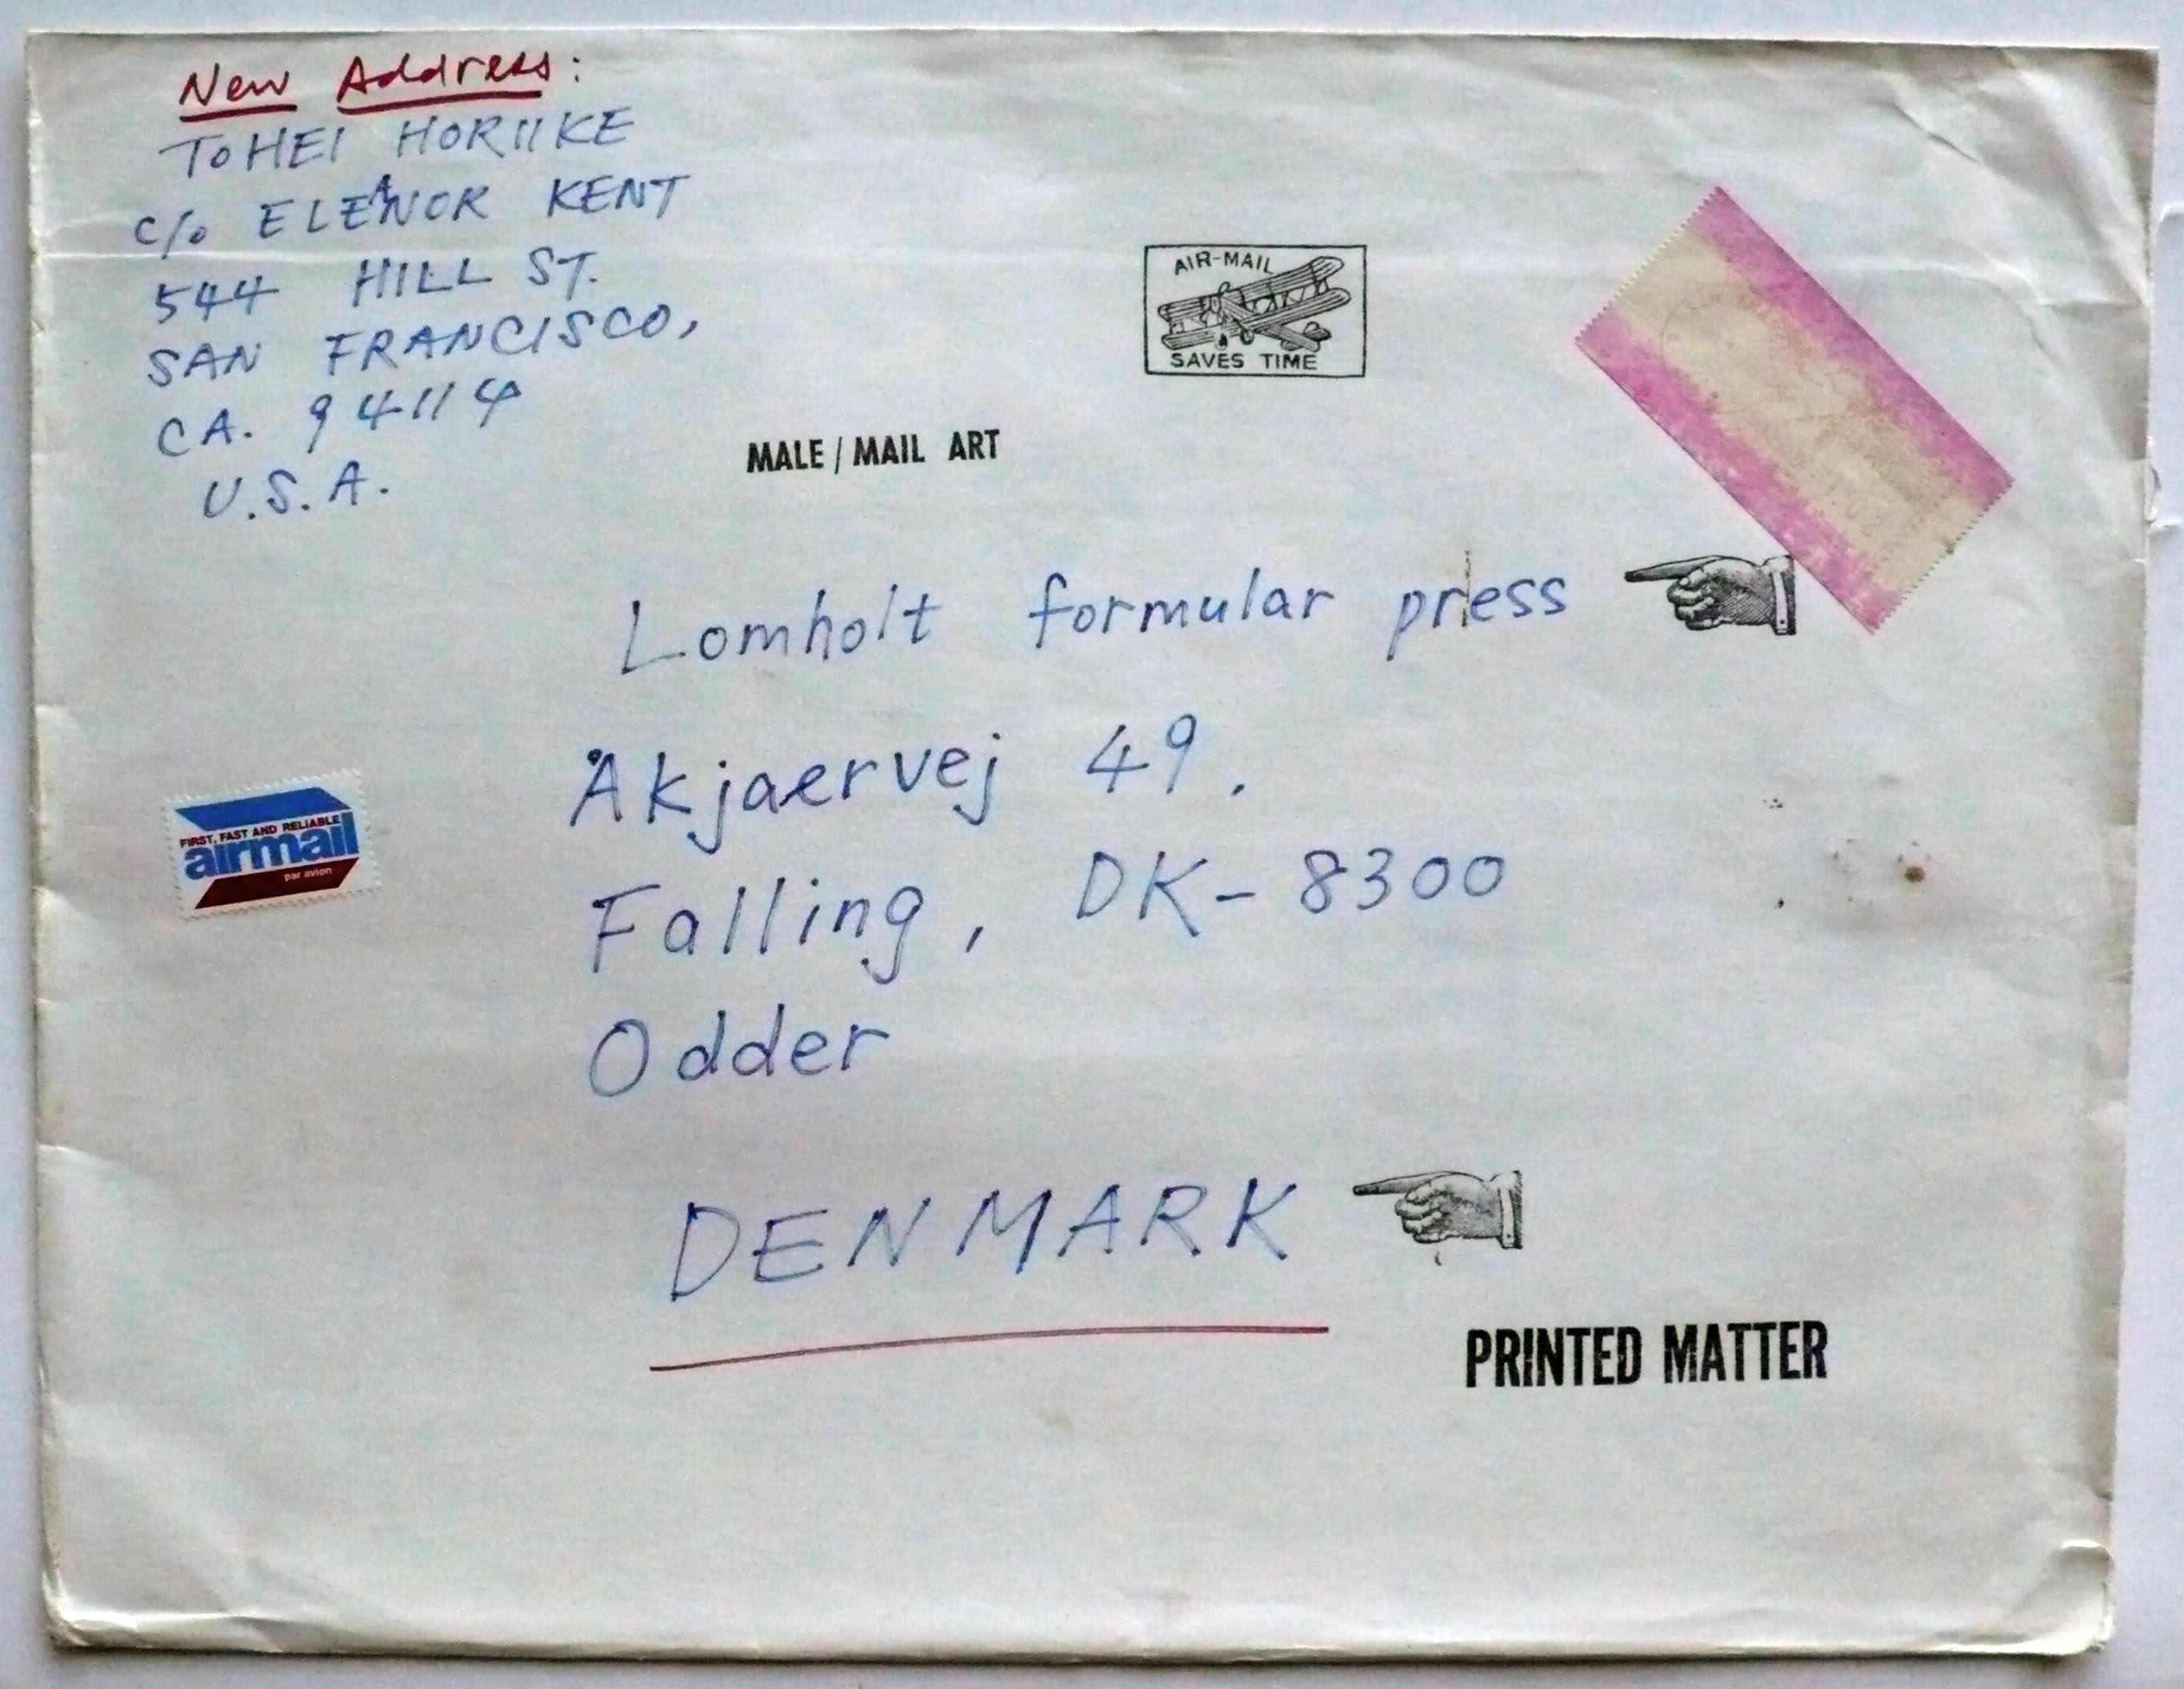 New Address:
TOHEI HORIIKE
c/o ELEANOR KENT
544 HILL ST.
SAN FRANCISCO,
CA. 94114
U.S.A.
AIR-MAIL
SAVES TIME
MALE / MAIL ART
Lomholt formular press
Åkjaervej 49.
FIRST, FAST AND RELIABLE
airmail
par avion
Falling, DK-8300
Odder
DENMARK
PRINTED MATTER